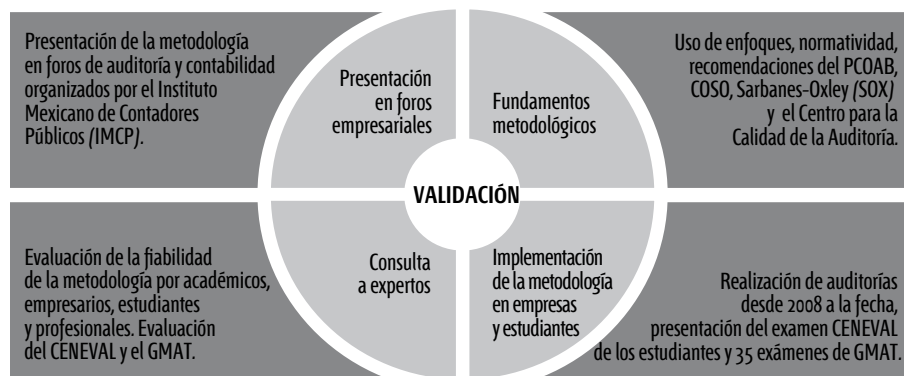 Presentación de la metodología
en foros de auditoría y contabilidad
organizados por el Instituto
Mexicano de Contadores
Públicos (IMCP).
Presentación
en foros
empresariales
Fundamentos
metodológicos
Uso de enfoques, normatividad,
recomendaciones del PCOAB,
COSO, Sarbanes-Oxley (SOX)
y el Centro para la
Calidad de la Auditoría.
VALIDACIÓN
Evaluación de la fiabilidad
de la metodología por académicos,
empresarios, estudiantes
y profesionales. Evaluación
del CENEVAL y el GMAT.
Consulta
a expertos
Implementación
de la metodología
en empresas
y estudiantes
Realización de auditorías
desde 2008 a la fecha,
presentación del examen CENEVAL
de los estudiantes y 35 exámenes de GMAT.